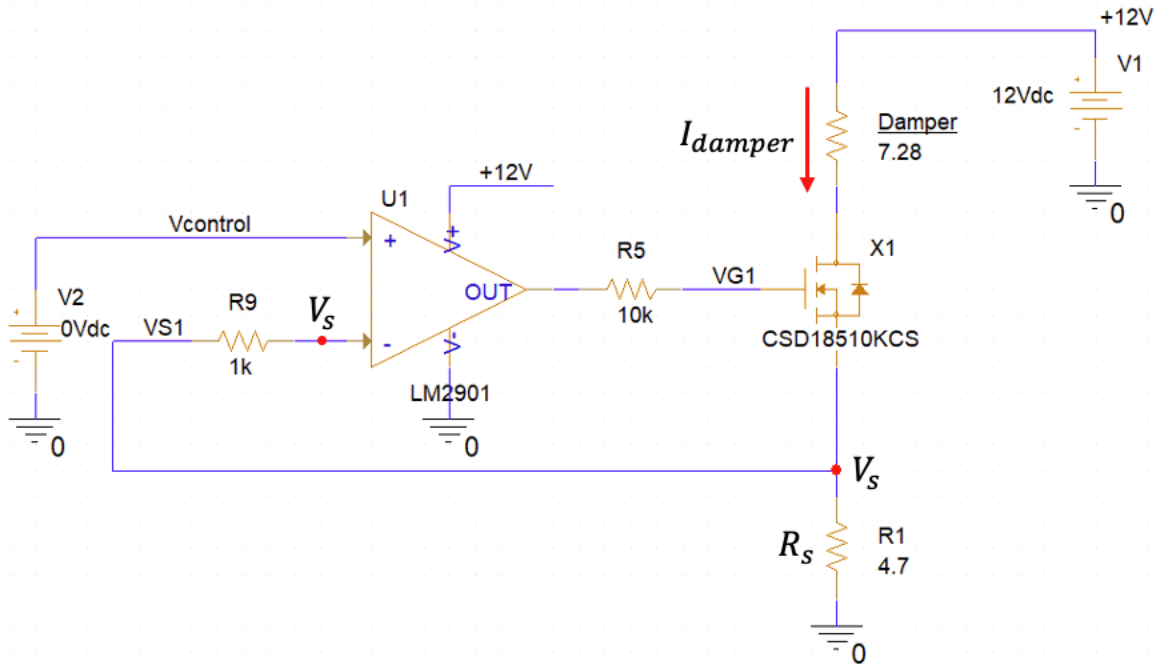 +12V
V1
12Vdc
+
-
0
Damper
7.28
I_damper
+12V
U1
V+
Vcontrol
+
R5
10k
VG1
X1
OUT
CSD18510KCS
V2
0Vdc
+
-
0
VS1
R9
1k
V_s
-
V-
LM2901
0
V_s
R_s
R1
4.7
0